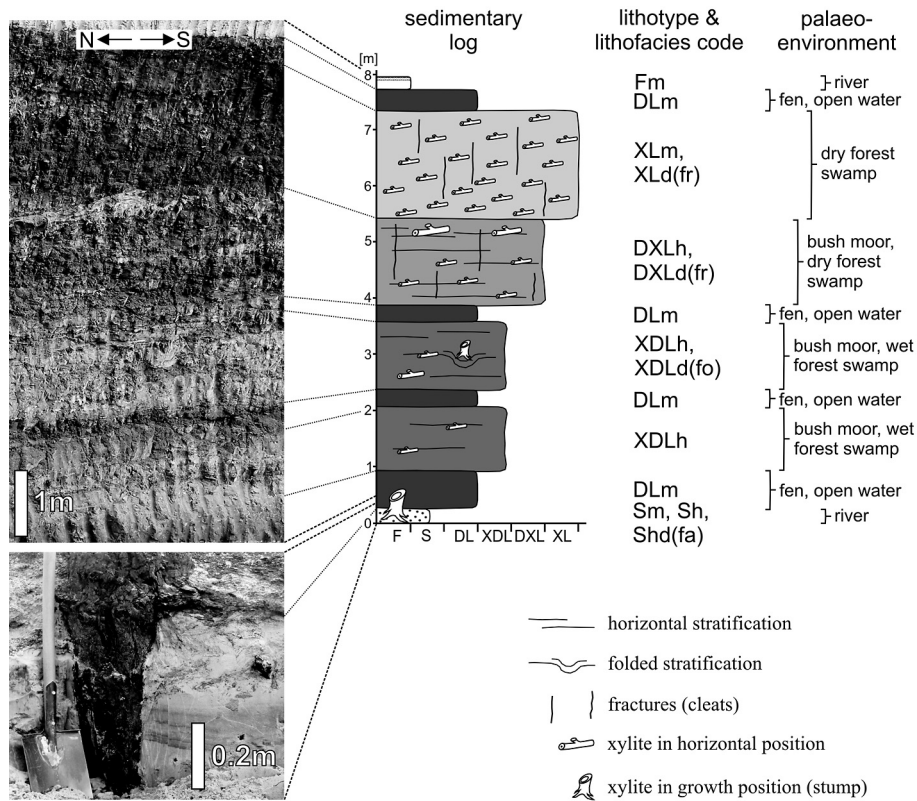 sedimentary
log
lithotype &
lithofacies code
palaeo-
environment
N S
[m]
8
Fm
river
DLm
fen, open water
7
XLm,
XLd(fr)
dry forest
swamp
6
5
DXLh,
DXLd(fr)
bush moor,
dry forest
swamp
4
DLm
fen, open water
3
XDLh,
XDLd(fo)
bush moor, wet
forest swamp
DLm
fen, open water
2
XDLh
bush moor, wet
forest swamp
1
1m
DLm
fen, open water
Sm, Sh,
Shd(fa)
river
0
F S DL XDL DXL XL
horizontal stratification
folded stratification
fractures (cleats)
xylite in horizontal position
xylite in growth position (stump)
0.2m